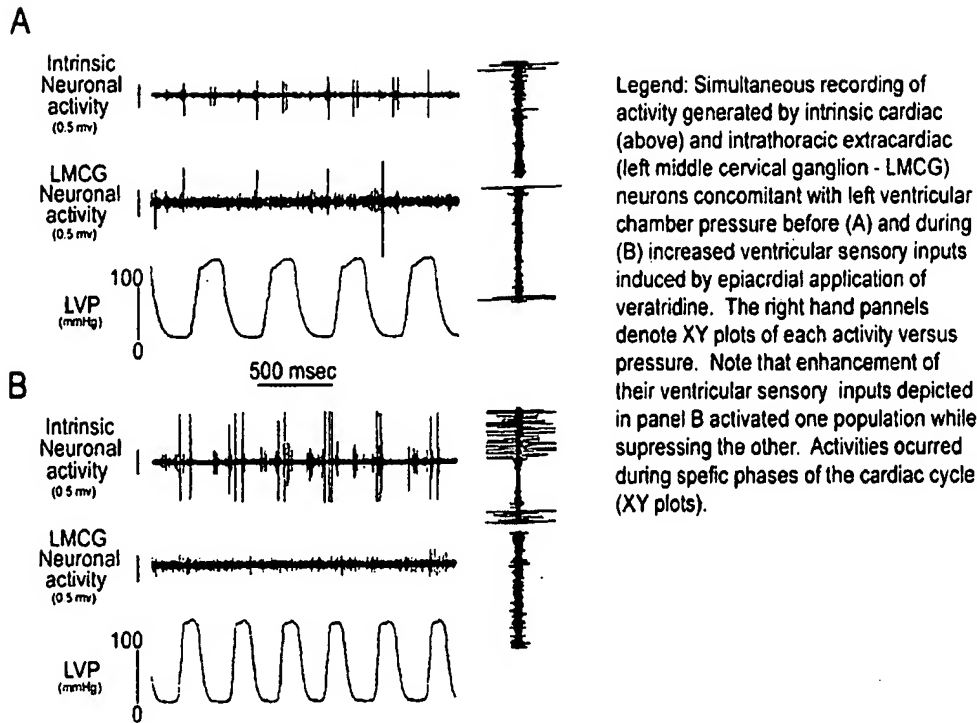 A
Intrinsic
Neuronal
activity
(0.5 mv)
LMCG
Neuronal
activity
(0.5 mv)
100
LVP
(mmHg)
0
500 msec
B
Intrinsic
Neuronal
activity
(0 5 mv)
LMCG
Neuronal
activity
(0 5 mv)
100
LVP
(mmHg)
0
Legend: Simultaneous recording of
activity generated by intrinsic cardiac
(above) and intrathoracic extracardiac
(left middle cervical ganglion - LMCG)
neurons concomitant with left ventricular
chamber pressure before (A) and during
(B) increased ventricular sensory inputs
induced by epiacrdial application of
veratridine. The right hand pannels
denote XY plots of each activity versus
pressure. Note that enhancement of
their ventricular sensory inputs depicted
in panel B activated one population while
supressing the other. Activities ocurred
during spefic phases of the cardiac cycle
(XY plots).